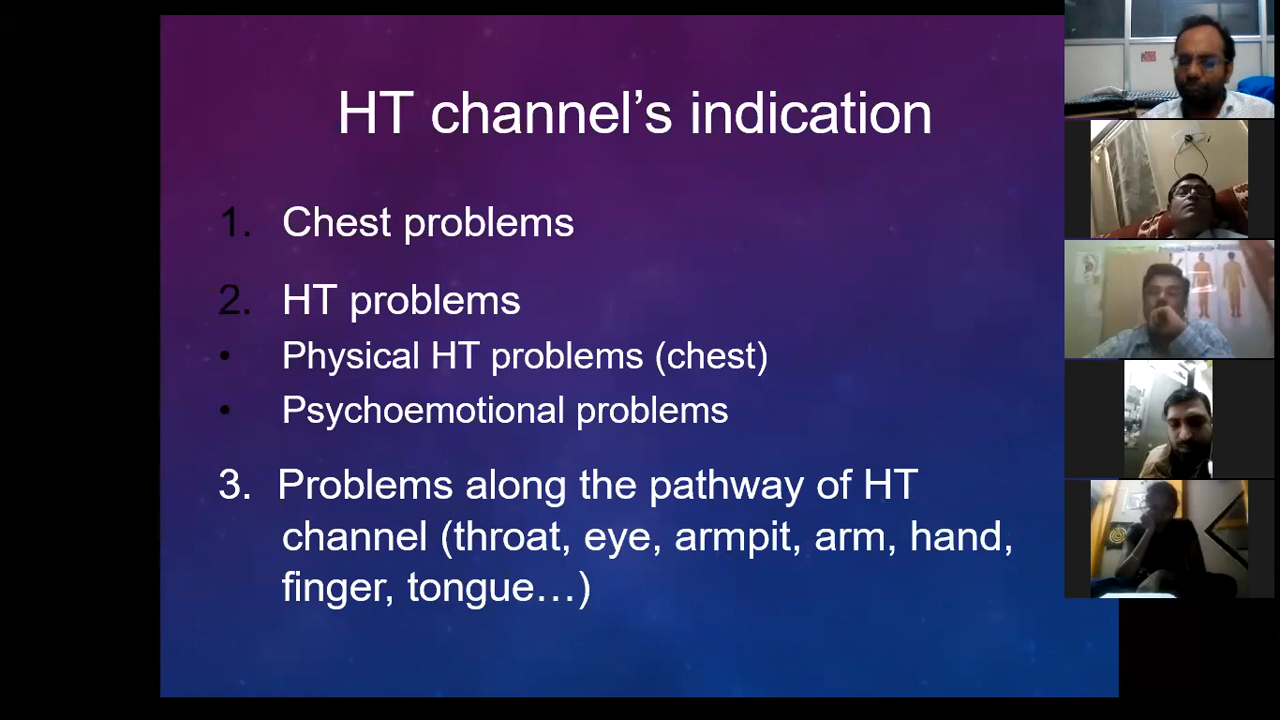 HT channel’s indication
1. Chest problems
2. HT problems
• Physical HT problems (chest)
• Psychoemotional problems
3. Problems along the pathway of HT
channel (throat, eye, armpit, arm, hand,
finger, tongue…)